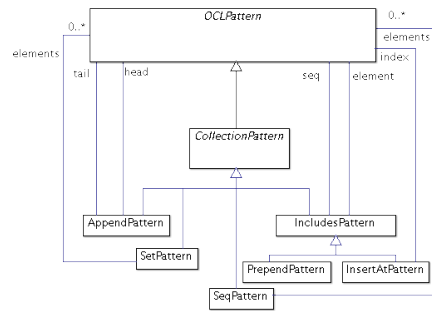 OCLPattern
0..*
0..*
elements
elements
tail
head
seq
element
index
CollectionPattern
AppendPattern
IncludesPattern
SetPattern
PrependPattern
InsertAtPattern
SeqPattern